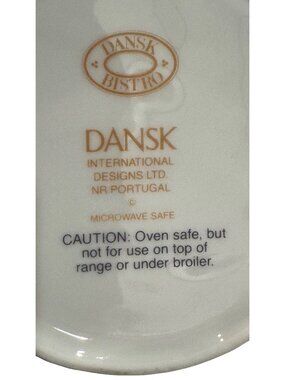 DANSK
BISTRO
DANSK
INTERNATIONAL
DESIGNS LTD.
NR PORTUGAL
©
MICROWAVE SAFE
CAUTION: Oven safe, but
not for use on top of
range or under broiler.